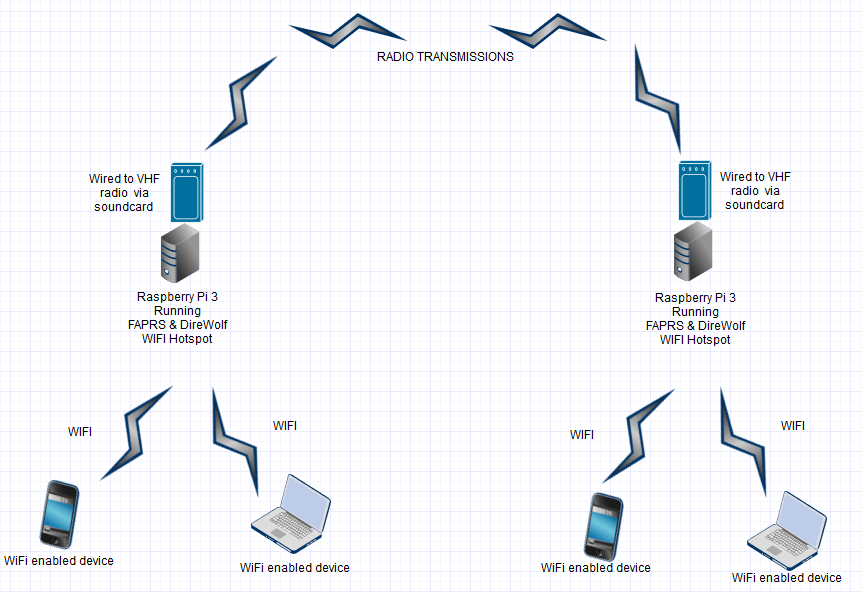 RADIO TRANSMISSIONS
Wired to VHF
radio via
soundcard
Wired to VHF
radio via
soundcard
Raspberry Pi 3
Running
FAPRS & DireWolf
WIFI Hotspot
Raspberry Pi 3
Running
FAPRS & DireWolf
WIFI Hotspot
WIFI
WIFI
WIFI
WIFI
WiFi enabled device
WiFi enabled device
WiFi enabled device
WiFi enabled device